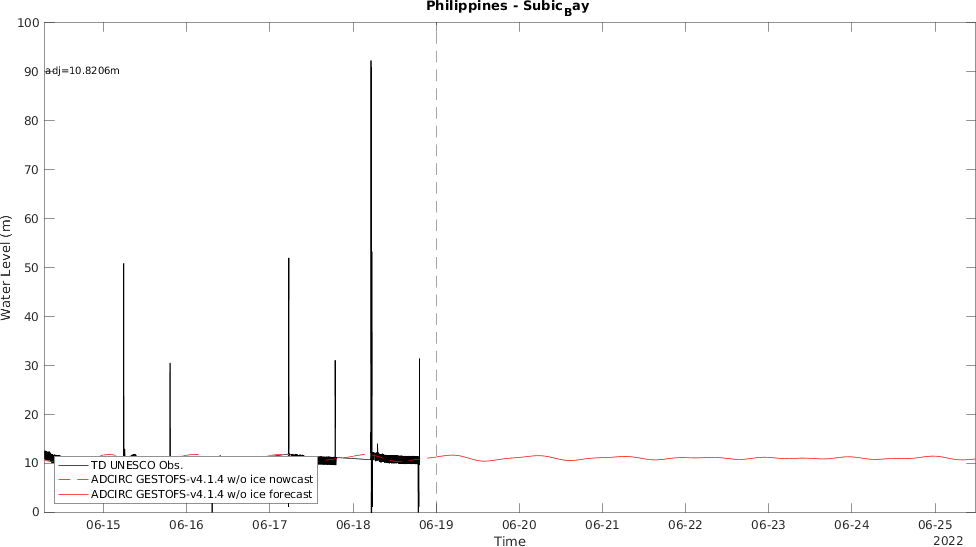 Philippines - Subic_Bay
100
adj=10.8206m
90
80
70
60
50
40
30
20
10
0
Water Level (m)
TD UNESCO Obs.
ADCIRC GESTOFS-v4.1.4 w/o ice nowcast
ADCIRC GESTOFS-v4.1.4 w/o ice forecast
06-15 06-16 06-17 06-18 06-19 06-20 06-21 06-22 06-23 06-24 06-25
Time
2022